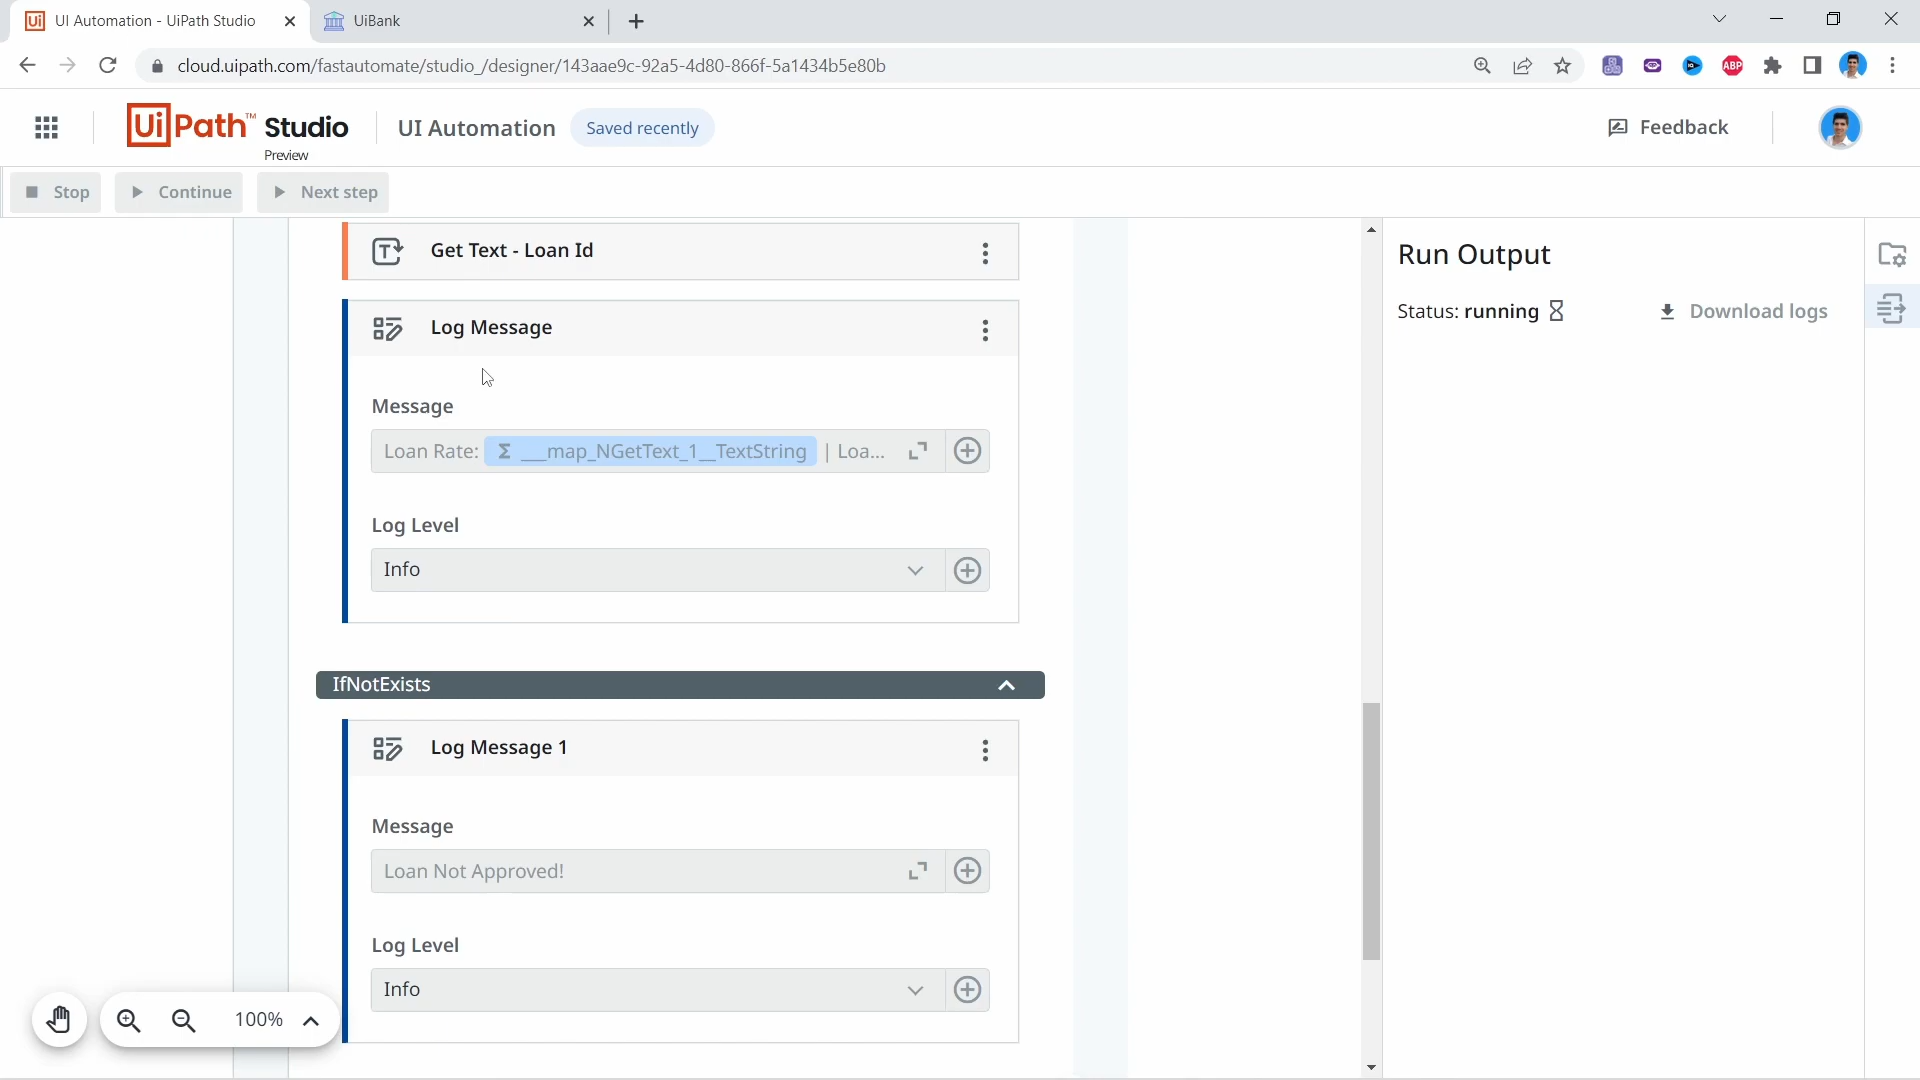 UI Automation - UiPath Studio
UiBank
cloud.uipath.com/fastautomate/studio_/designer/143aae9c-92a5-4d80-866f-5a1434b5e80b
ABP
UiPath™ Studio
Preview
UI Automation
Saved recently
Feedback
Stop
Continue
Next step
Get Text - Loan Id
Log Message
Message
Loan Rate: Σ ___map_NGetText_1__TextString | Loa...
Log Level
Info
IfNotExists
Log Message 1
Message
Loan Not Approved!
Log Level
Info
100%
Run Output
Status: running
Download logs